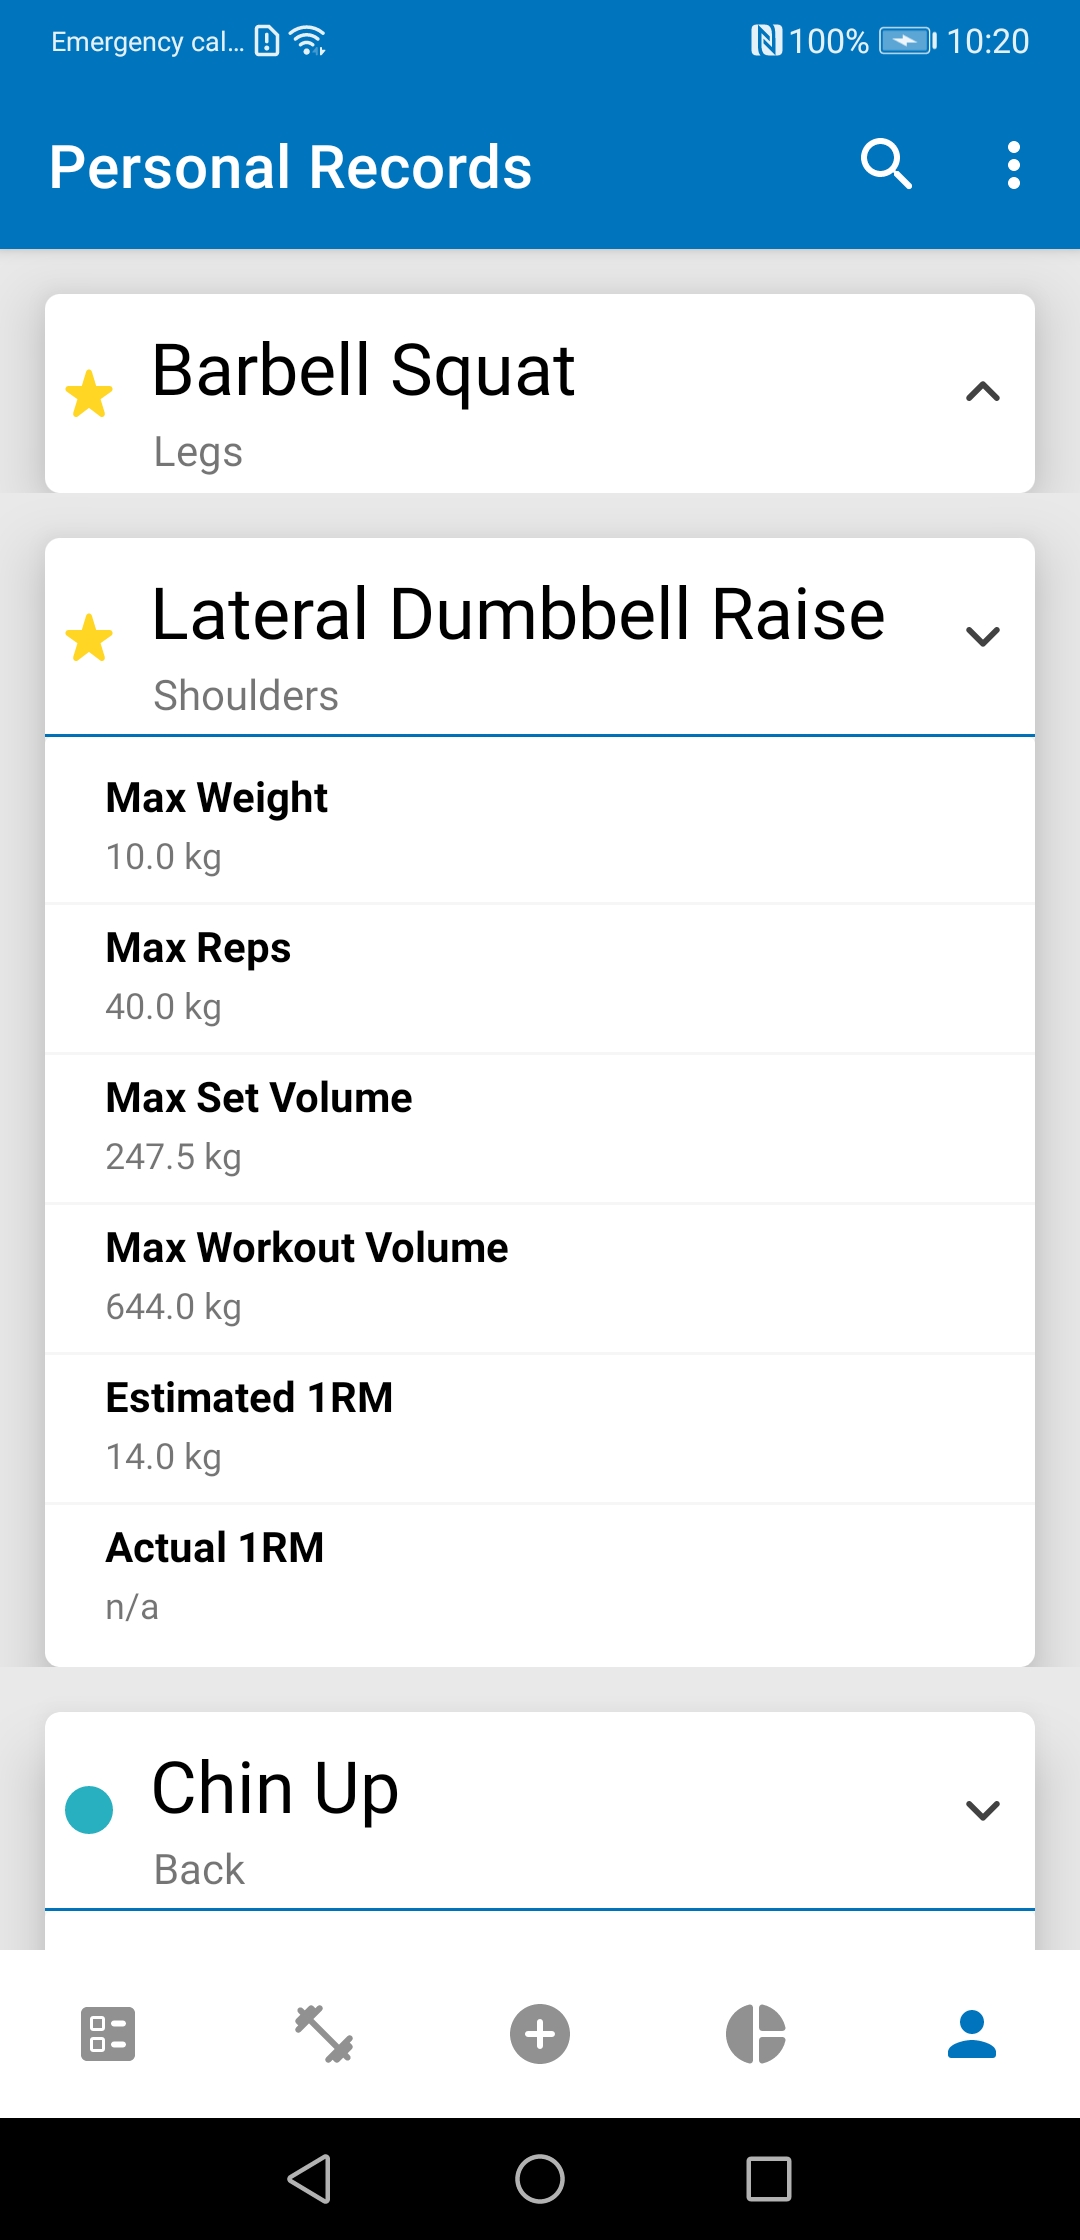 Emergency cal... 100% 10:20
Personal Records
Barbell Squat
Legs
Lateral Dumbbell Raise
Shoulders
Max Weight
10.0 kg
Max Reps
40.0 kg
Max Set Volume
247.5 kg
Max Workout Volume
644.0 kg
Estimated 1RM
14.0 kg
Actual 1RM
n/a
Chin Up
Back